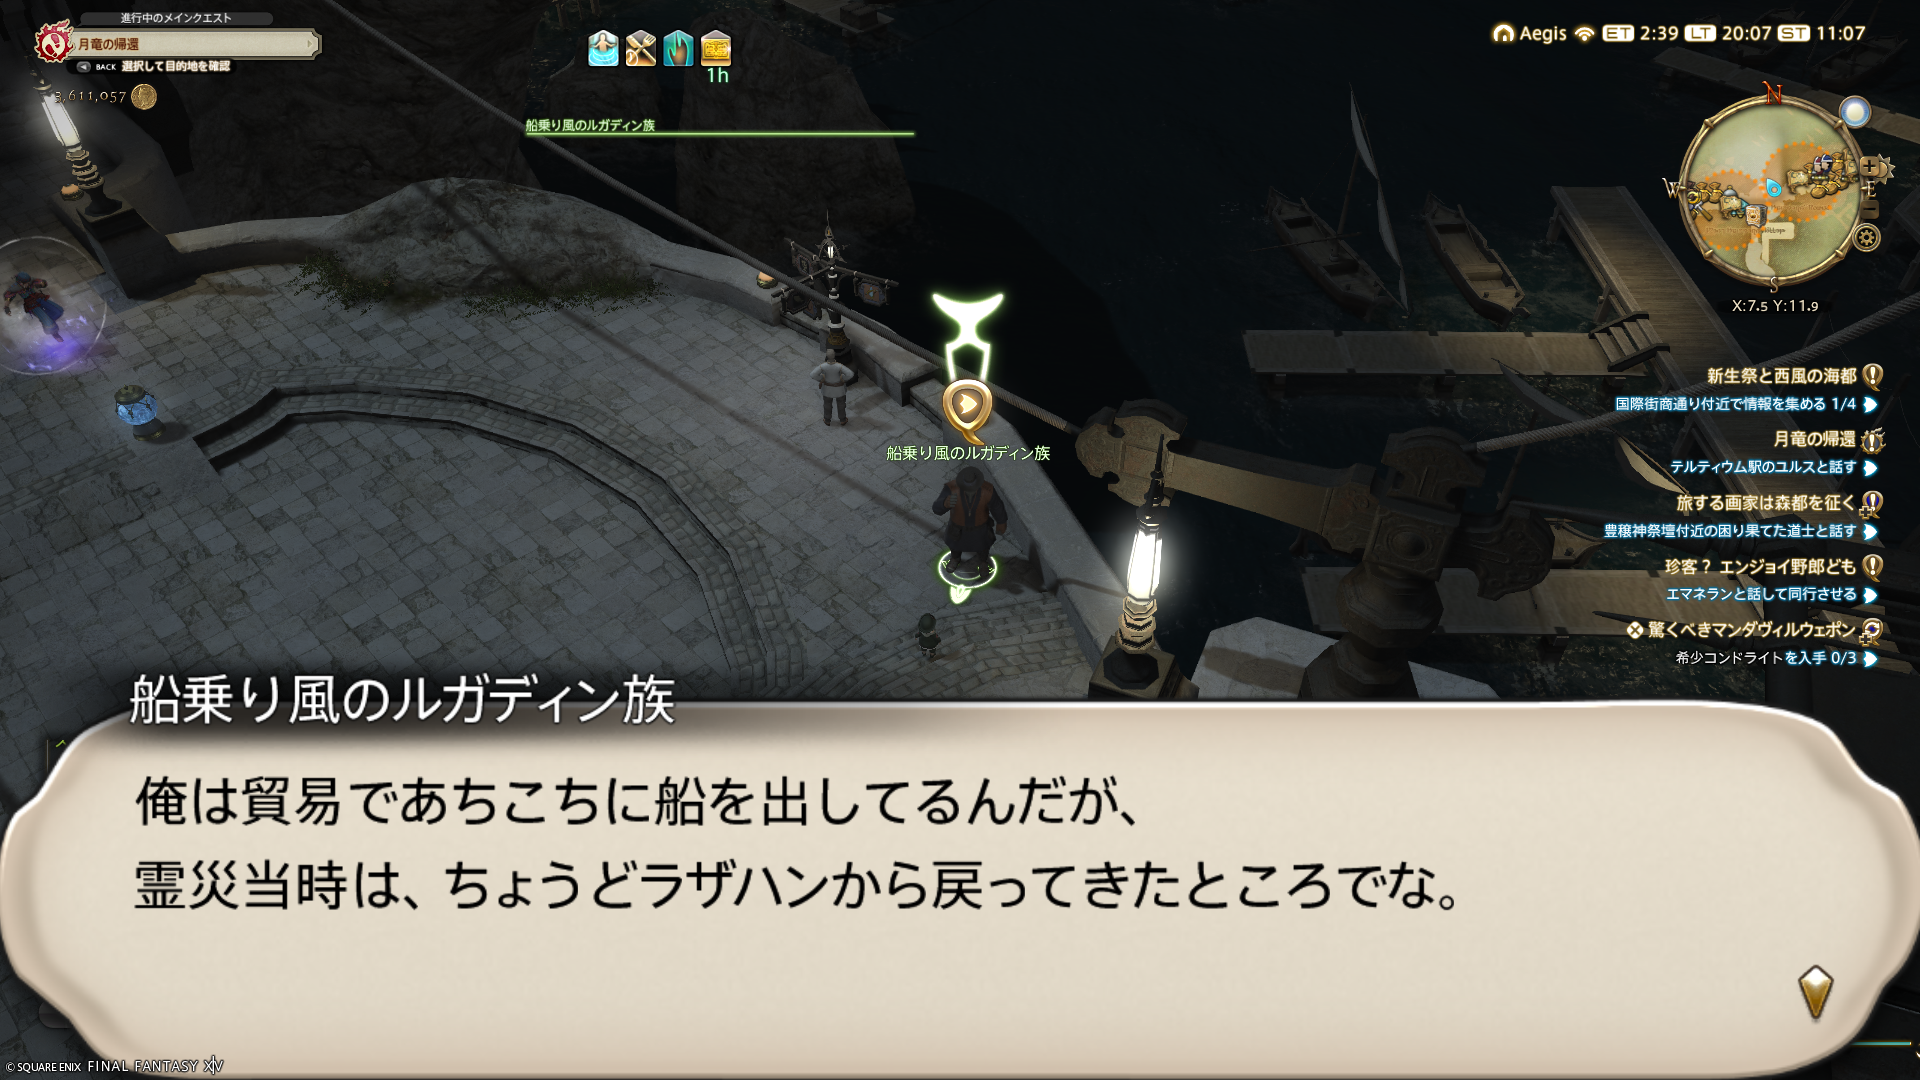 進行中のメインクエスト
月竜の帰還
BACK 選択して目的地を確認
3,611,057
1h
船乗り風のルガディン族
Aegis ET 2:39 LT 20:07 ST 11:07
N
W
E
S
X:7.5 Y:11.9
新生祭と西風の海都
国際街商通り付近で情報を集める 1/4
月竜の帰還
テルティウム駅のユルスと話す
旅する画家は森都を征く
豊穣神祭壇付近の困り果てた道士と話す
珍客？ エンジョイ野郎ども
エマネランと話して同行させる
驚くべきマンダヴィルウェポン
希少コンドライトを入手 0/3
船乗り風のルガディン族
船乗り風のルガディン族
俺は貿易であちこちに船を出してるんだが、
霊災当時は、ちょうどラザハンから戻ってきたところでな。
© SQUARE ENIX FINAL FANTASY XIV